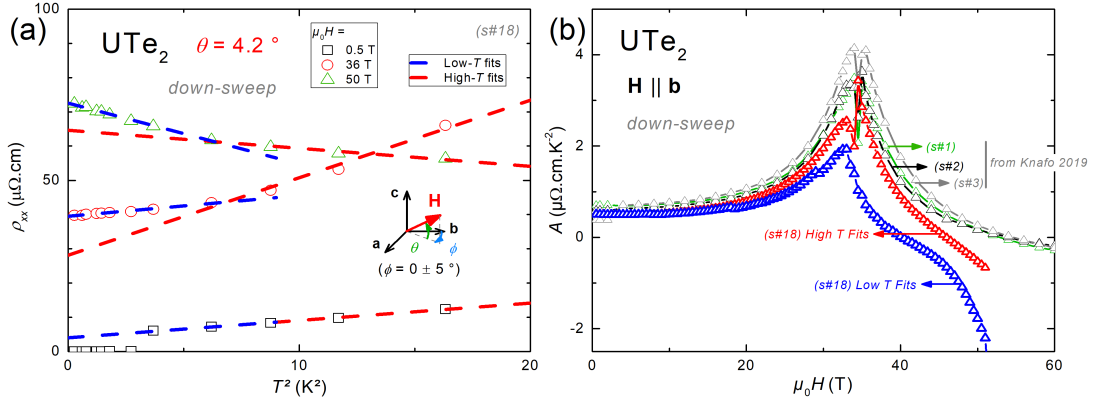 (a)
UTe₂
θ = 4.2 °
down-sweep
μ₀H =
0.5 T
36 T
50 T
(s#18)
Low-T fits
High-T fits
100
50
0
ρxx (μΩ.cm)
c
H
a
b
θ
ϕ
(ϕ = 0 ± 5 °)
0
5
10
15
20
T² (K²)
(b)
UTe₂
H || b
down-sweep
(s#1)
(s#2)
(s#3)
from Knafo 2019
(s#18) High T Fits
(s#18) Low T Fits
4
2
0
-2
A (μΩ.cm.K⁻²)
0
20
40
60
μ₀H (T)